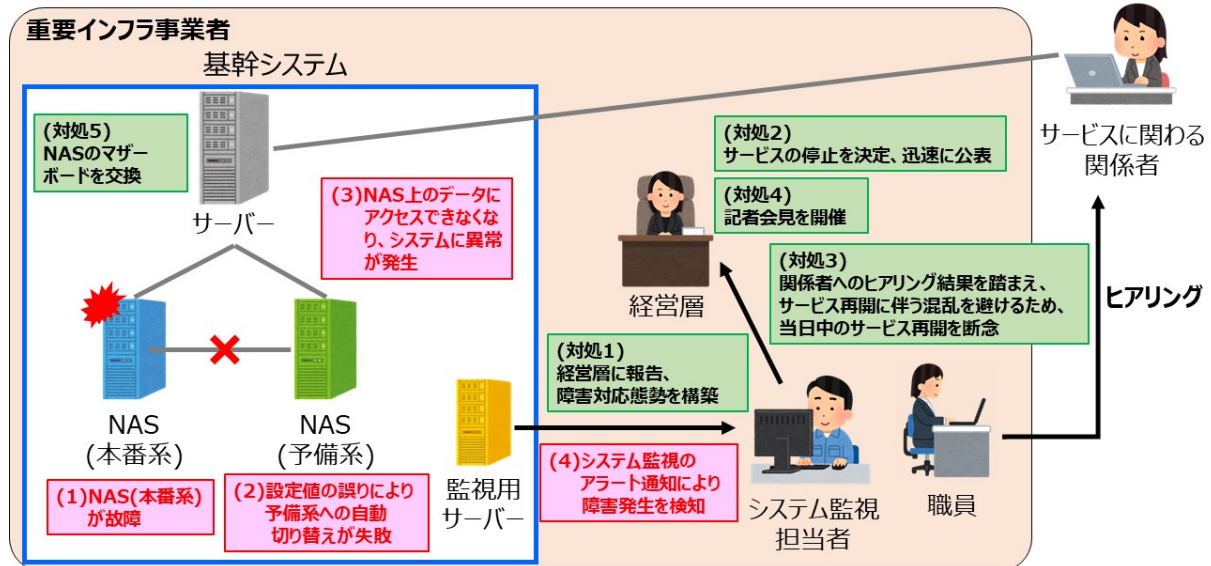 重要インフラ事業者
基幹システム
(対処5)
NASのマザー
ボードを交換
サーバー
(3)NAS上のデータに
アクセスできなくな
り、システムに異常
が発生
NAS
(本番系)
NAS
(予備系)
(1)NAS(本番系)
が故障
(2)設定値の誤りにより
予備系への自動
切り替えが失敗
監視用
サーバー
(対処2)
サービスの停止を決定、迅速に公表
(対処4)
記者会見を開催
経営層
(対処3)
関係者へのヒアリング結果を踏まえ、
サービス再開に伴う混乱を避けるため、
当日中のサービス再開を断念
(対処1)
経営層に報告、
障害対応態勢を構築
(4)システム監視の
アラート通知により
障害発生を検知
システム監視
担当者
職員
サービスに関わる
関係者
ヒアリング